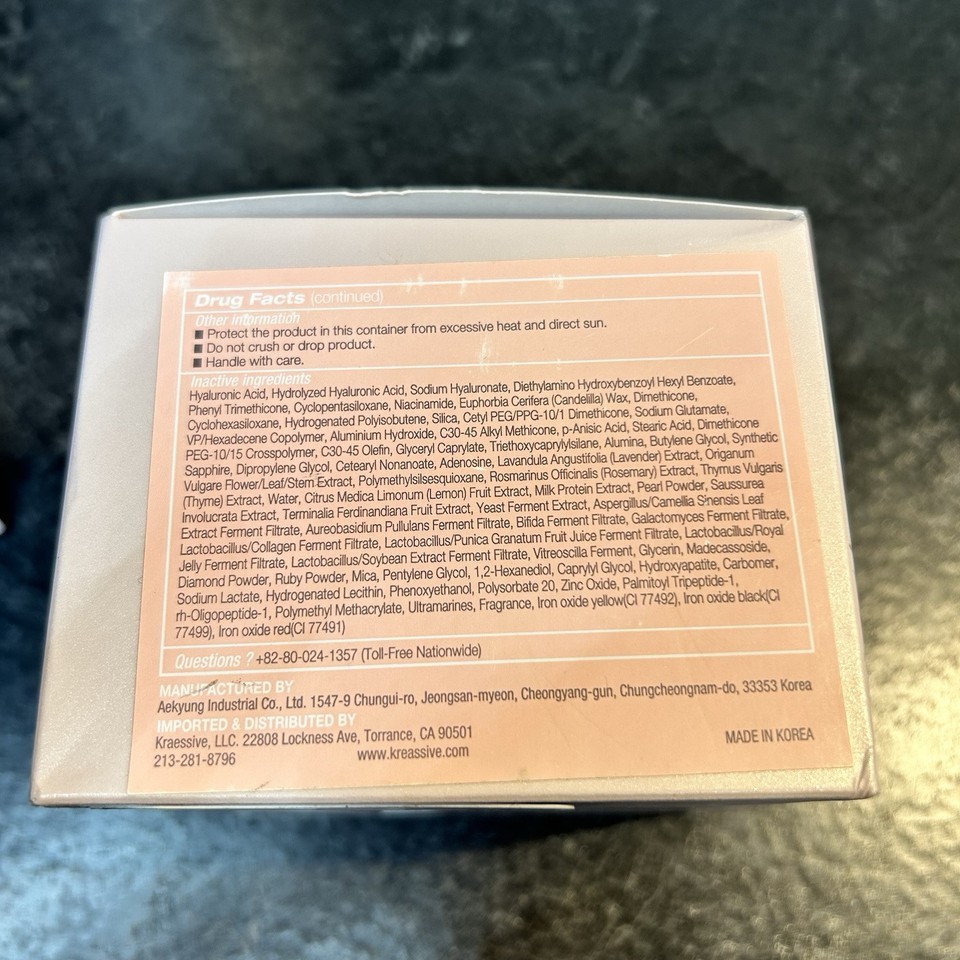 Drug Facts (continued)
Other information
■ Protect the product in this container from excessive heat and direct sun.
■ Do not crush or drop product.
■ Handle with care.
Inactive ingredients
Hyaluronic Acid, Hydrolyzed Hyaluronic Acid, Sodium Hyaluronate, Diethylamino Hydroxybenzoyl Hexyl Benzoate,
Phenyl Trimethicone, Cyclopentasiloxane, Niacinamide, Euphorbia Cerifera (Candelilla) Wax, Dimethicone,
Cyclohexasiloxane, Hydrogenated Polyisobutene, Silica, Cetyl PEG/PPG-10/1 Dimethicone, Sodium Glutamate,
VP/Hexadecene Copolymer, Aluminium Hydroxide, C30-45 Alkyl Methicone, p-Anisic Acid, Stearic Acid, Dimethicone
PEG-10/15 Crosspolymer, C30-45 Olefin, Glyceryl Caprylate, Triethoxycaprylylsilane, Alumina, Butylene Glycol, Synthetic
Sapphire, Dipropylene Glycol, Cetearyl Nonanoate, Adenosine, Lavandula Angustifolia (Lavender) Extract, Origanum
Vulgare Flower/Leaf/Stem Extract, Polymethylsilsesquioxane, Rosmarinus Officinalis (Rosemary) Extract, Thymus Vulgaris
(Thyme) Extract, Water, Citrus Medica Limonum (Lemon) Fruit Extract, Milk Protein Extract, Pearl Powder, Saussurea
Involucrata Extract, Terminalia Ferdinandiana Fruit Extract, Yeast Ferment Extract, Aspergillus/Camellia Sinensis Leaf
Extract Ferment Filtrate, Aureobasidium Pullulans Ferment Filtrate, Bifida Ferment Filtrate, Galactomyces Ferment Filtrate,
Lactobacillus/Collagen Ferment Filtrate, Lactobacillus/Punica Granatum Fruit Juice Ferment Filtrate, Lactobacillus/Royal
Jelly Ferment Filtrate, Lactobacillus/Soybean Extract Ferment Filtrate, Vitreoscilla Ferment, Glycerin, Madecassoside,
Diamond Powder, Ruby Powder, Mica, Pentylene Glycol, 1,2-Hexanediol, Caprylyl Glycol, Hydroxyapatite, Carbomer,
Sodium Lactate, Hydrogenated Lecithin, Phenoxyethanol, Polysorbate 20, Zinc Oxide, Palmitoyl Tripeptide-1,
rh-Oligopeptide-1, Polymethyl Methacrylate, Ultramarines, Fragrance, Iron oxide yellow(CI 77492), Iron oxide black(CI
77499), Iron oxide red(CI 77491)
Questions ? +82-80-024-1357 (Toll-Free Nationwide)
MANUFACTURED BY
Aekyung Industrial Co., Ltd. 1547-9 Chungui-ro, Jeongsan-myeon, Cheongyang-gun, Chungcheongnam-do, 33353 Korea
IMPORTED & DISTRIBUTED BY
Kraessive, LLC. 22808 Lockness Ave, Torrance, CA 90501
213-281-8796 www.kreassive.com
MADE IN KOREA